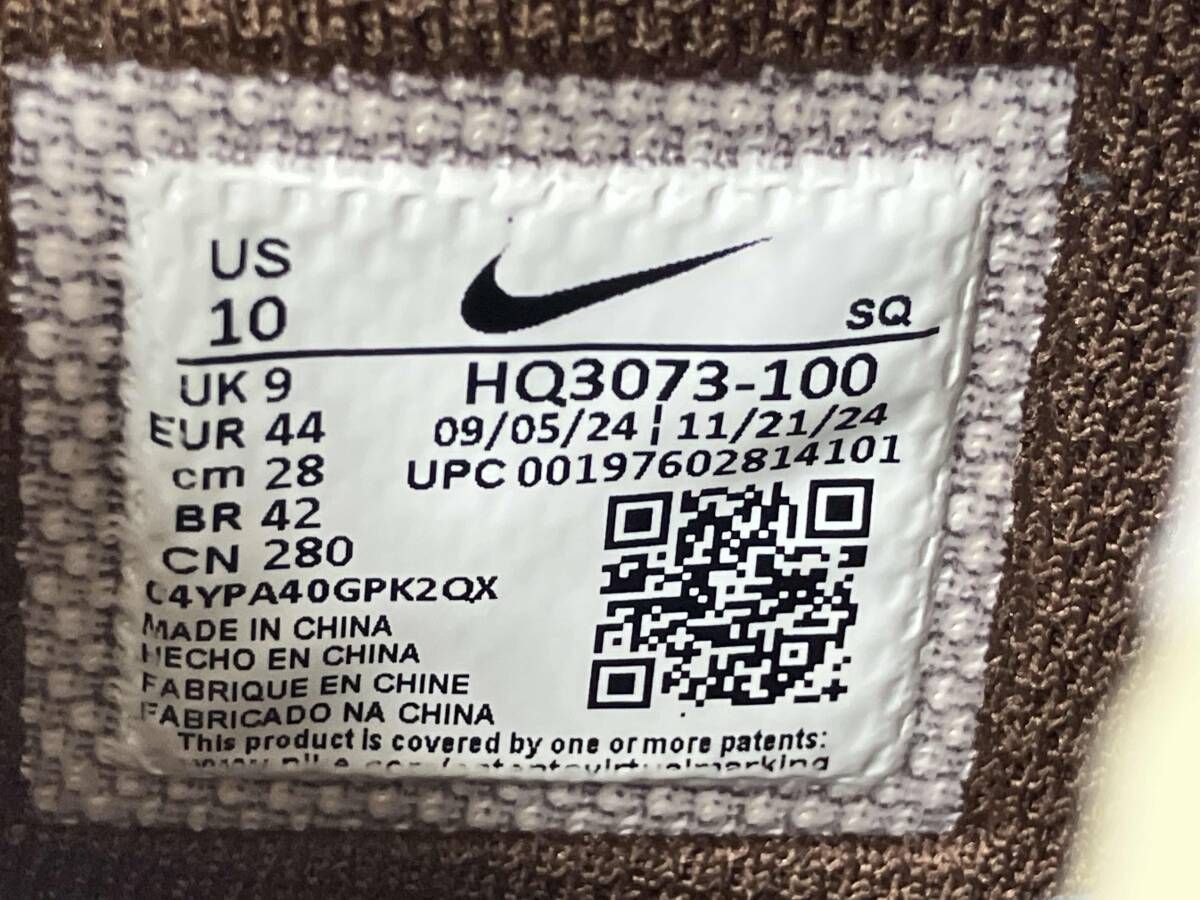 US
10
SQ
UK 9
EUR 44
cm 28
BR 42
CN 280
HQ3073-100
09/05/24 ¦ 11/21/24
UPC 00197602814101
C4YPA40GPK2QX
MADE IN CHINA
HECHO EN CHINA
FABRIQUE EN CHINE
FABRICADO NA CHINA
This product is covered by one or more patents: